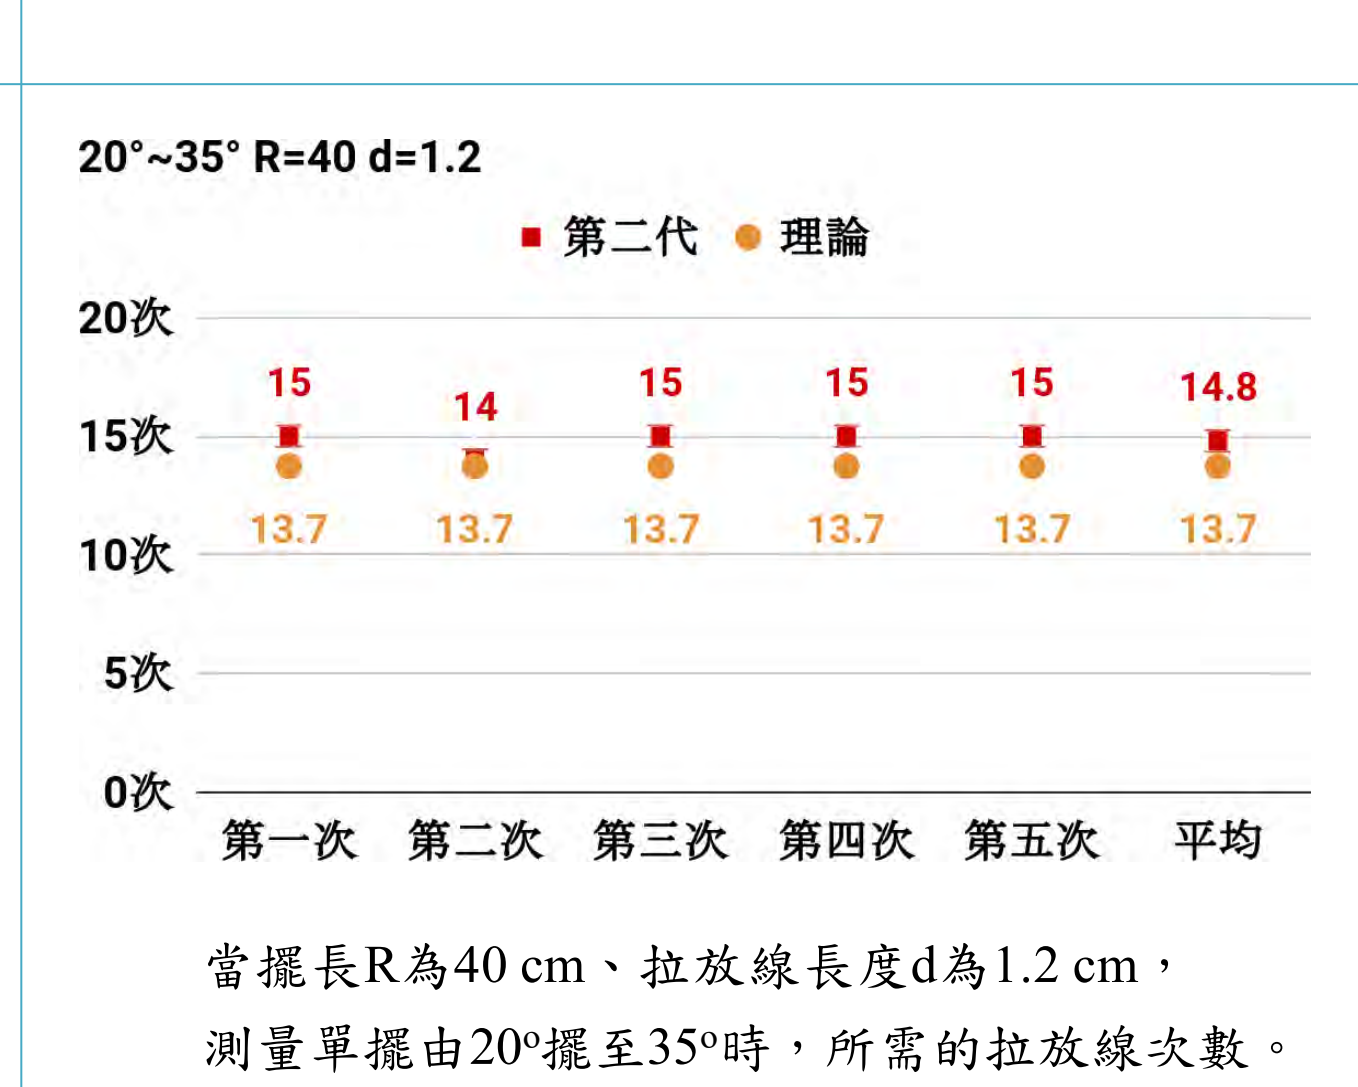 20°~35° R=40 d=1.2
第二代 理論
20次
15 14 15 15 15 14.8
15次
13.7 13.7 13.7 13.7 13.7 13.7
10次
5次
0次
第一次 第二次 第三次 第四次 第五次 平均
當擺長R為40 cm、拉放線長度d為1.2 cm，
測量單擺由20º擺至35º時，所需的拉放線次數。